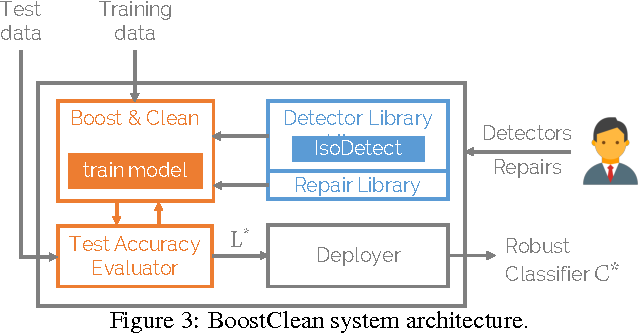 Test
data
Training
data
Boost & Clean
train model
Detector Library
IsoDetect
Repair Library
Detectors
Repairs
Test Accuracy
Evaluator
L*
Deployer
Robust
Classifier C*
Figure 3: BoostClean system architecture.